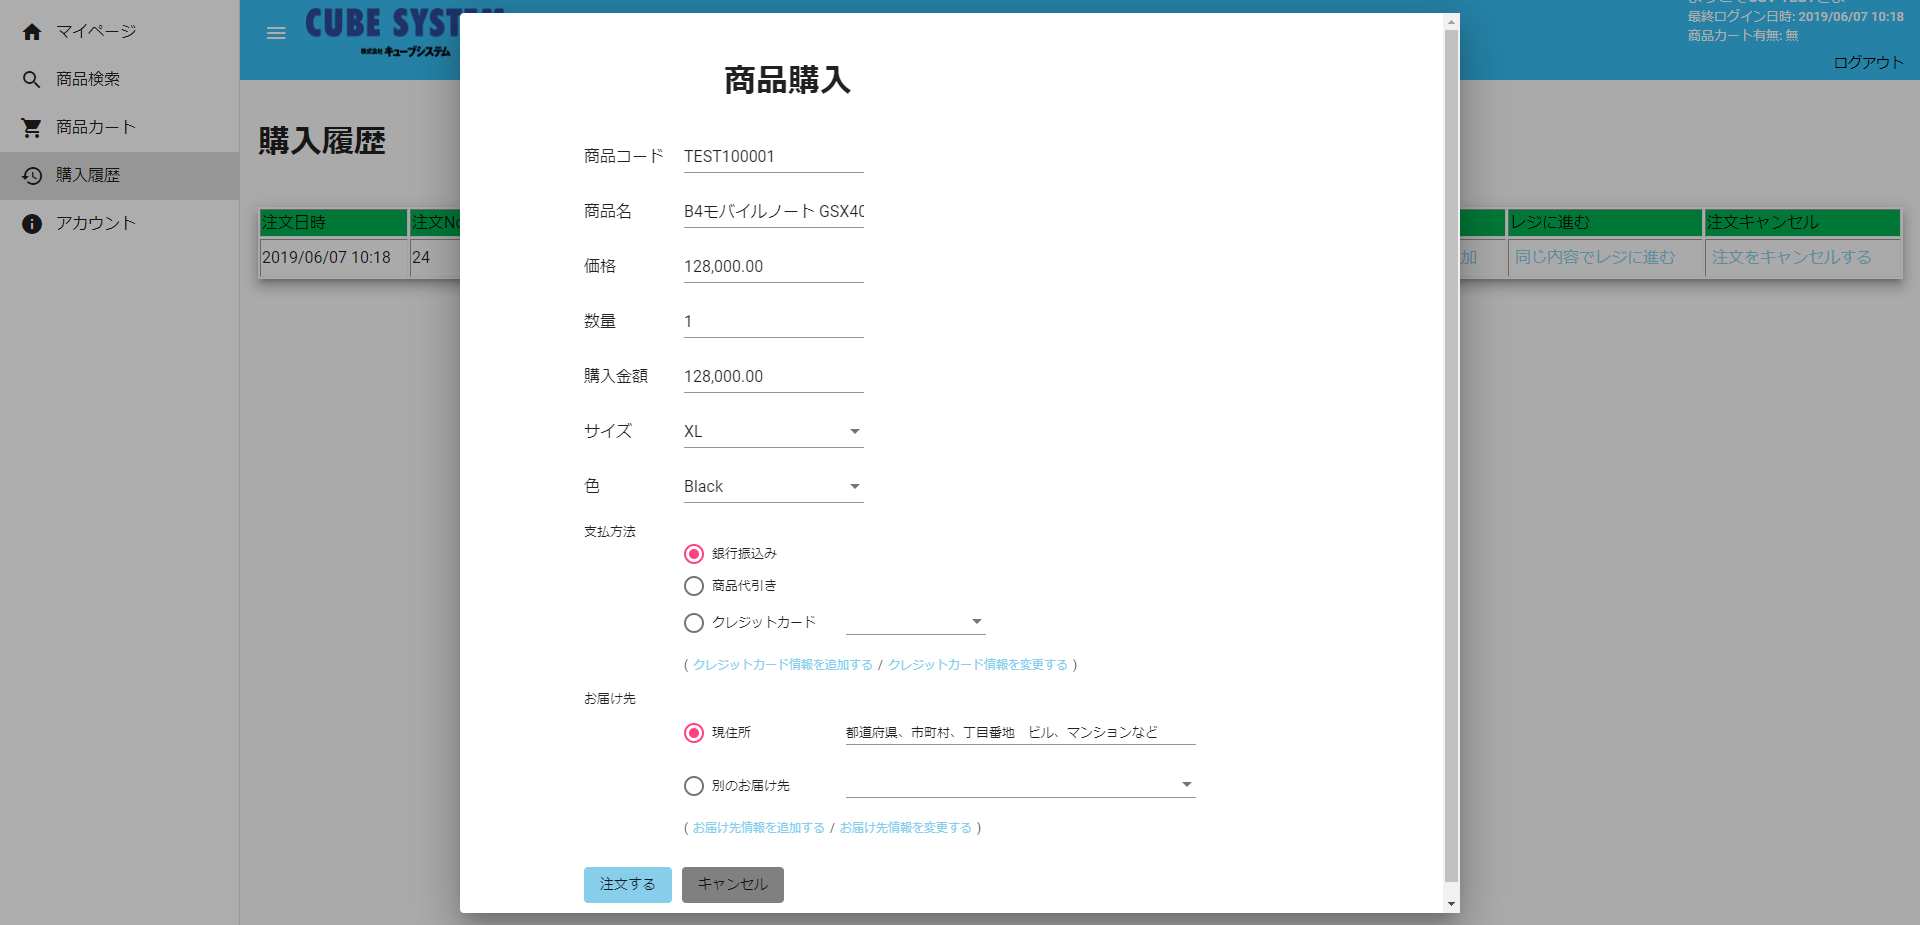 マイページ
商品検索
商品カート
購入履歴
アカウント
CUBE SYST
株式会社 キューブシステム
最終ログイン日時: 2019/06/07 10:18
商品カート有無: 無
ログアウト
購入履歴
注文日時 注文No レジに進む 注文キャンセル
2019/06/07 10:18 24 加 同じ内容でレジに進む 注文をキャンセルする
商品購入
商品コード TEST100001
商品名 B4モバイルノート GSX40
価格 128,000.00
数量 1
購入金額 128,000.00
サイズ XL
色 Black
支払方法
銀行振込み
商品代引き
クレジットカード
( クレジットカード情報を追加する / クレジットカード情報を変更する )
お届け先
現住所 都道府県、市町村、丁目番地　ビル、マンションなど
別のお届け先
( お届け先情報を追加する / お届け先情報を変更する )
注文する キャンセル